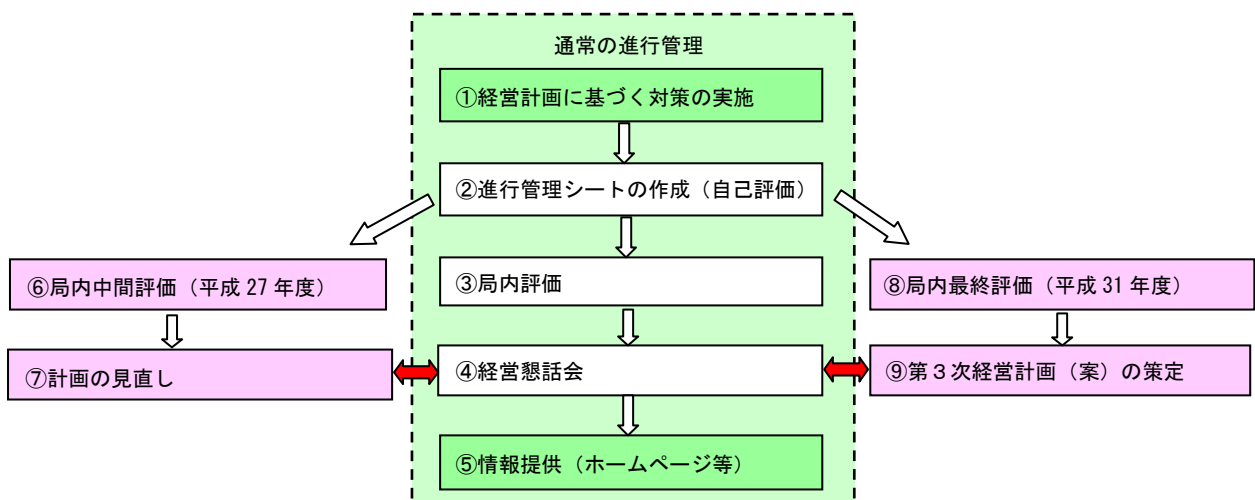 通常の進行管理
①経営計画に基づく対策の実施
②進行管理シートの作成（自己評価）
③局内評価
④経営懇話会
⑤情報提供（ホームページ等）
⑥局内中間評価（平成 27 年度）
⑦計画の見直し
⑧局内最終評価（平成 31 年度）
⑨第３次経営計画（案）の策定